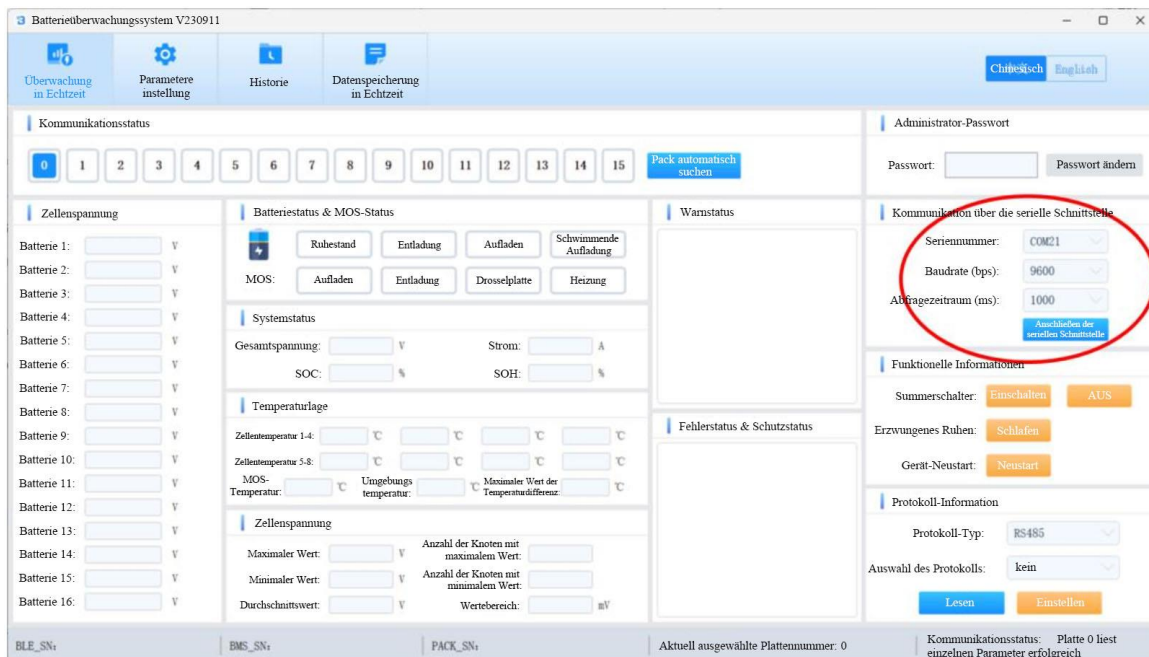 Batterieüberwachungssystem V230911
Überwachung
in Echtzeit
Parametere
instellung
Historie
Datenspeicherung
in Echtzeit
Chinesisch English
Kommunikationsstatus
0 1 2 3 4 5 6 7 8 9 10 11 12 13 14 15
Pack automatisch
suchen
Administrator-Passwort
Passwort: Passwort ändern
Zellenspannung
Batterie 1: V
Batterie 2: V
Batterie 3: V
Batterie 4: V
Batterie 5: V
Batterie 6: V
Batterie 7: V
Batterie 8: V
Batterie 9: V
Batterie 10: V
Batterie 11: V
Batterie 12: V
Batterie 13: V
Batterie 14: V
Batterie 15: V
Batterie 16: V
Batteriestatus & MOS-Status
Ruhestand Entladung Aufladen Schwimmende
Aufladung
MOS: Aufladen Entladung Drosselplatte Heizung
Systemstatus
Gesamtspannung: V Strom: A
SOC: % SOH: %
Temperaturlage
Zellentemperatur 1-4: ℃ ℃ ℃ ℃
Zellentemperatur 5-8: ℃ ℃ ℃ ℃
MOS-
Temperatur: ℃
Umgebungs
temperatur: ℃
Maximaler Wert der
Temperaturdifferenz: ℃
Zellenspannung
Maximaler Wert: V
Anzahl der Knoten mit
maximalem Wert:
Minimaler Wert: V
Anzahl der Knoten mit
minimalem Wert:
Durchschnittswert: V Wertebereich: mV
Warnstatus
Fehlerstatus & Schutzstatus
Kommunikation über die serielle Schnittstelle
Seriennummer: COM21
Baudrate (bps): 9600
Abfragezeitraum (ms): 1000
Anschließen der
seriellen Schnittstelle
Funktionelle Informationen
Summerschalter: Einschalten AUS
Erzwungenes Ruhen: Schlafen
Gerät-Neustart: Neustart
Protokoll-Information
Protokoll-Typ: RS485
Auswahl des Protokolls: kein
Lesen Einstellen
BLE_SN: BMS_SN: PACK_SN: Aktuell ausgewählte Plattennummer: 0
Kommunikationsstatus: Platte 0 liest
einzelnen Parameter erfolgreich